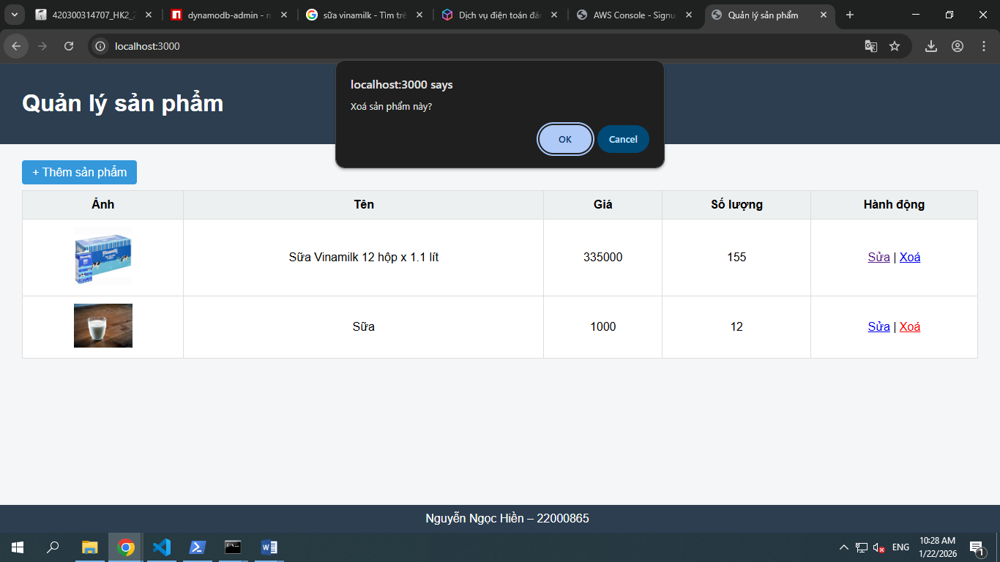 420300314707_HK2_2
dynamodb-admin - n
sữa vinamilk - Tìm trê
Dịch vụ điện toán đá
AWS Console - Signu
Quản lý sản phẩm
localhost:3000
localhost:3000 says
Xoá sản phẩm này?
OK
Cancel
Quản lý sản phẩm
+ Thêm sản phẩm
Ảnh Tên Giá Số lượng Hành động
Sữa Vinamilk 12 hộp x 1.1 lít 335000 155 Sửa | Xoá
Sữa 1000 12 Sửa | Xoá
Nguyễn Ngọc Hiền – 22000865
ENG
10:28 AM
1/22/2026
1